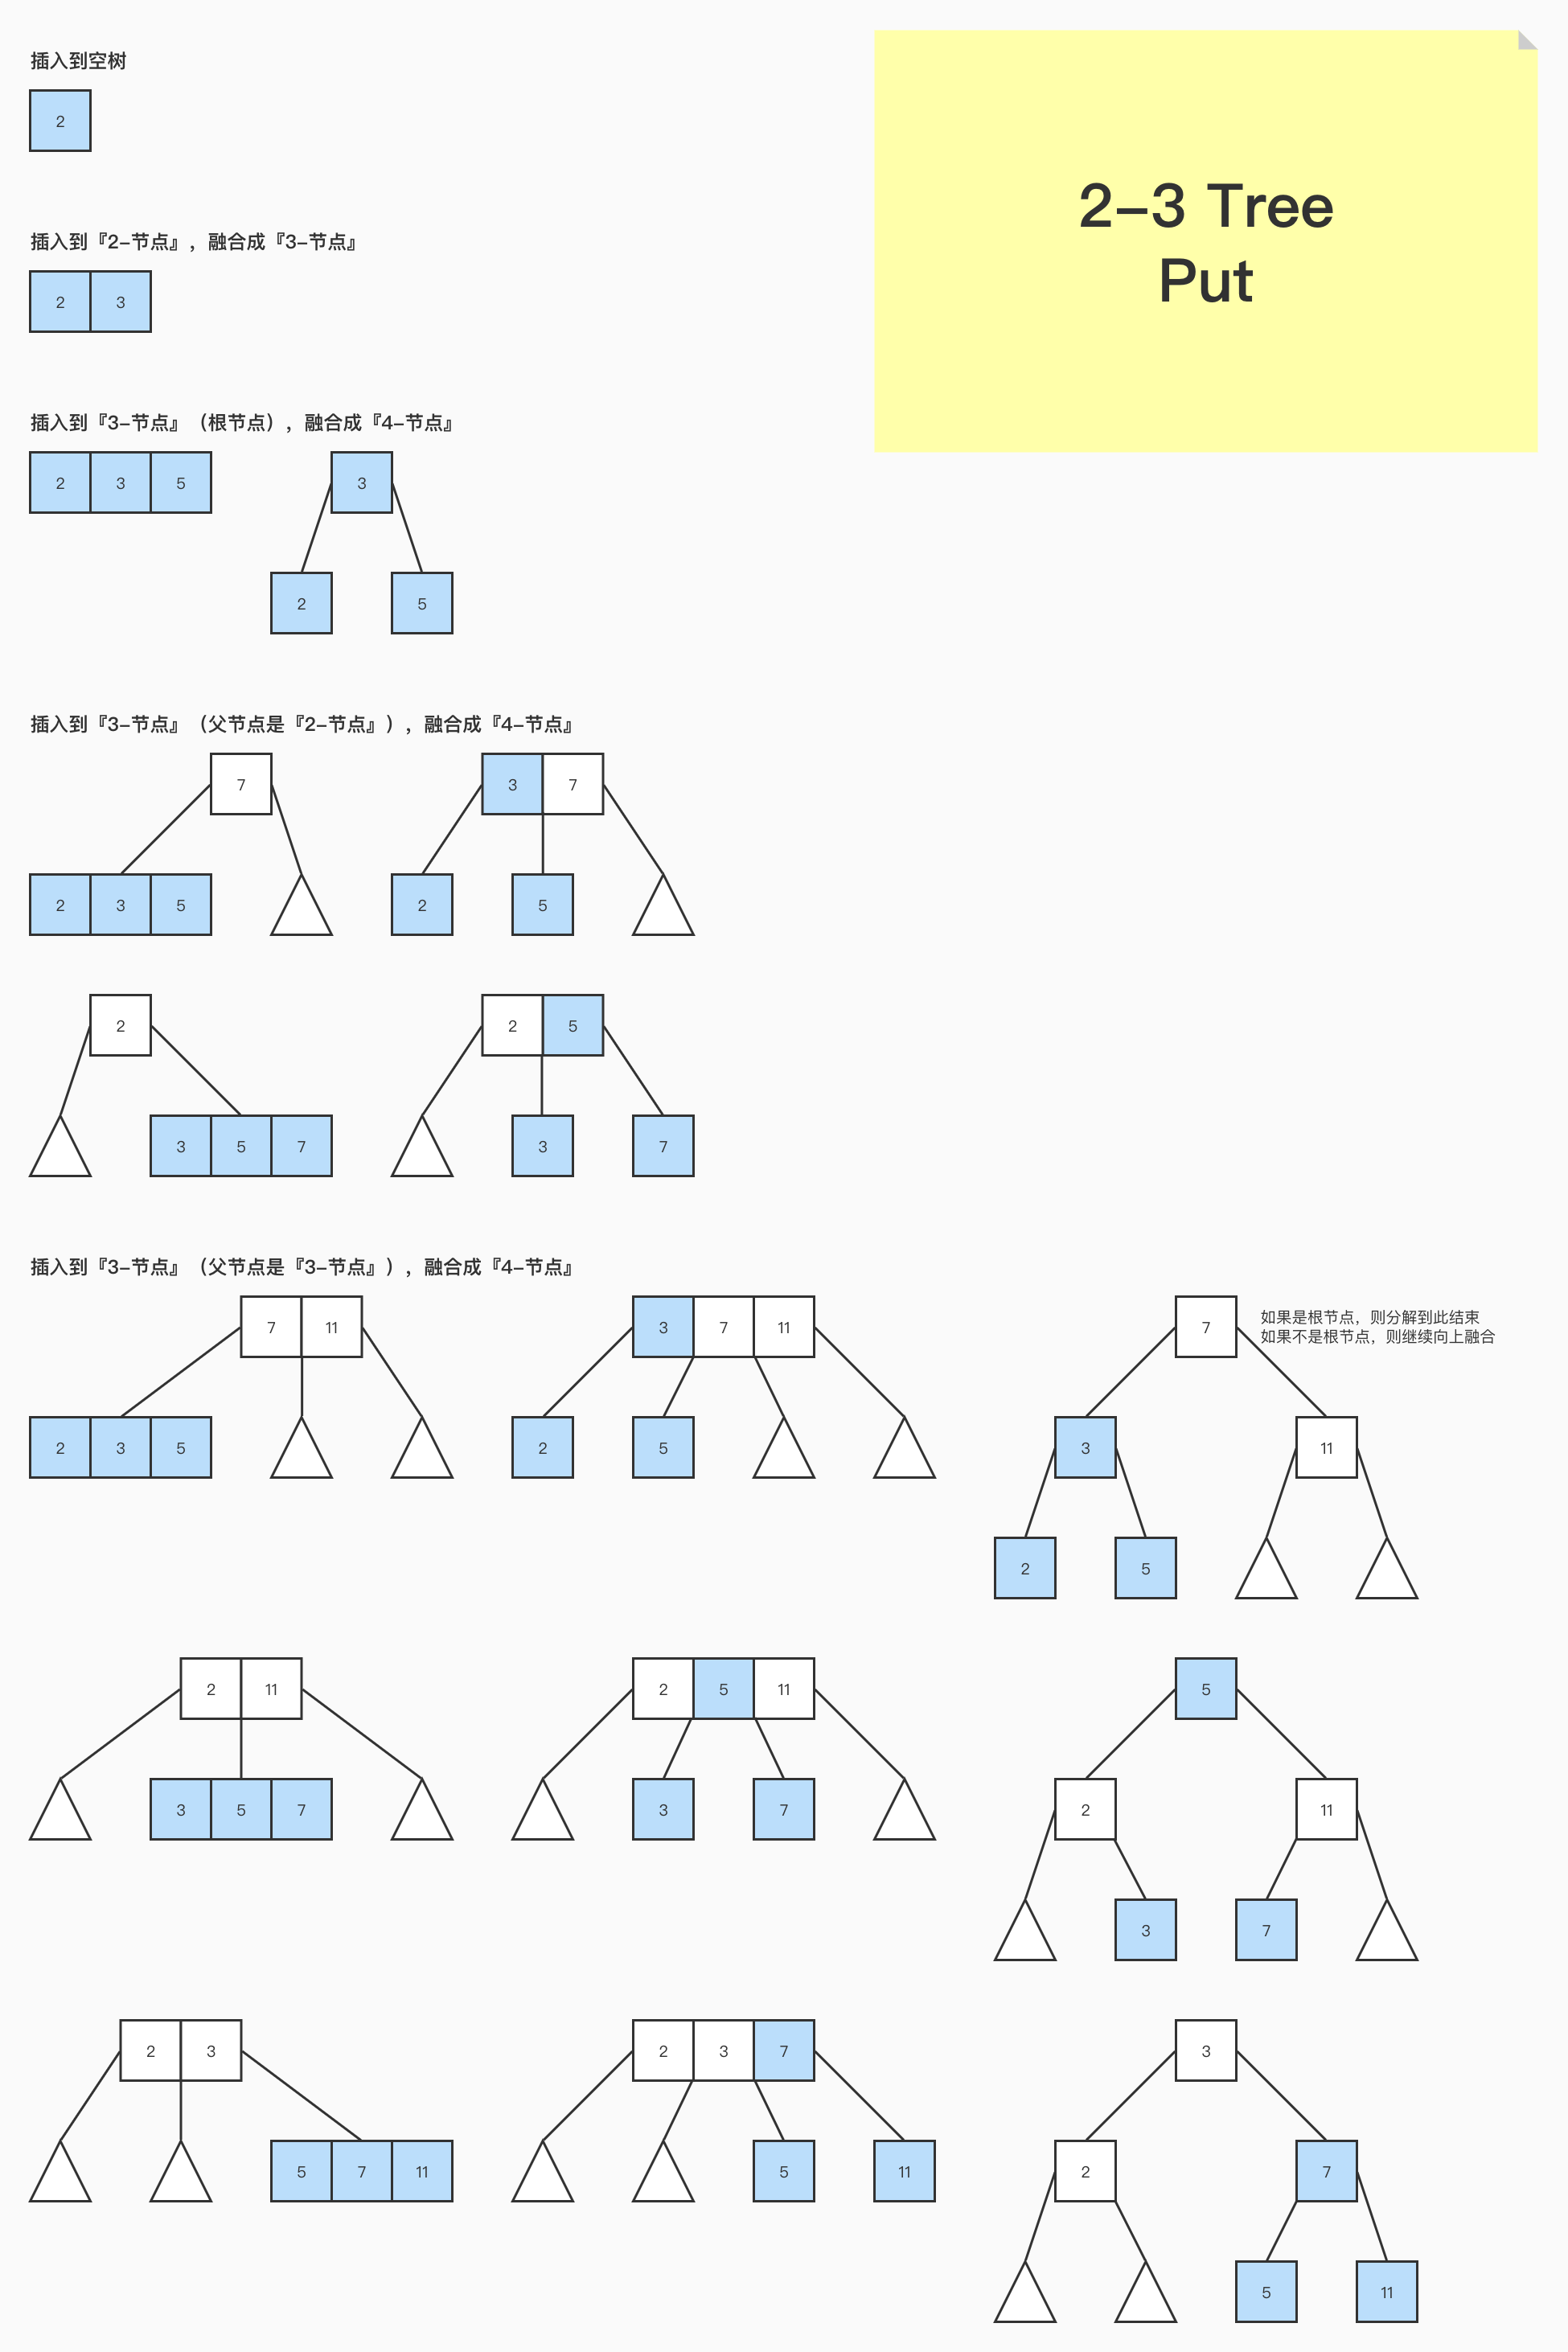 插入到空树
2
2-3 Tree
Put
插入到『2-节点』，融合成『3-节点』
2 3
插入到『3-节点』（根节点），融合成『4-节点』
2 3 5 3
2 5
插入到『3-节点』（父节点是『2-节点』），融合成『4-节点』
7 3 7
2 3 5 2 5
2 2 5
3 5 7 3 7
插入到『3-节点』（父节点是『3-节点』），融合成『4-节点』
7 11 3 7 11 7
如果是根节点，则分解到此结束
如果不是根节点，则继续向上融合
2 3 5 2 5 3 11
2 5
2 11 2 5 11 5
3 5 7 3 7 2 11
3 7
2 3 2 3 7 3
5 7 11 5 11 2 7
5 11